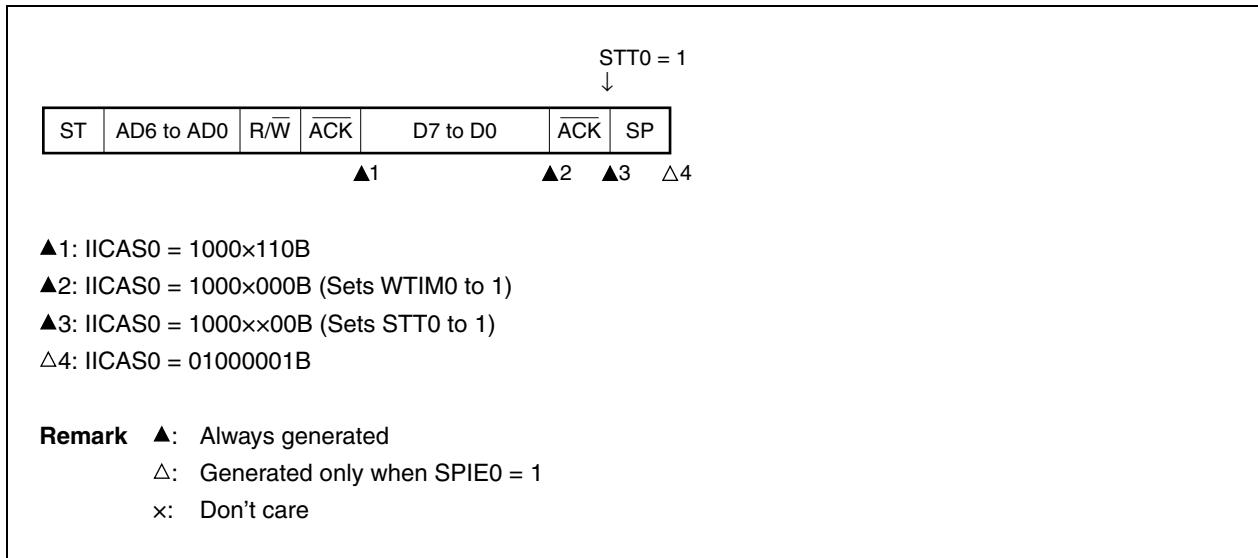 STT0 = 1
↓
ST AD6 to AD0 R/W̅ A̅C̅K̅ D7 to D0 A̅C̅K̅ SP
▲1 ▲2 ▲3 △4
▲1: IICAS0 = 1000×110B
▲2: IICAS0 = 1000×000B (Sets WTIM0 to 1)
▲3: IICAS0 = 1000××00B (Sets STT0 to 1)
△4: IICAS0 = 01000001B
Remark ▲: Always generated
△: Generated only when SPIE0 = 1
×: Don't care